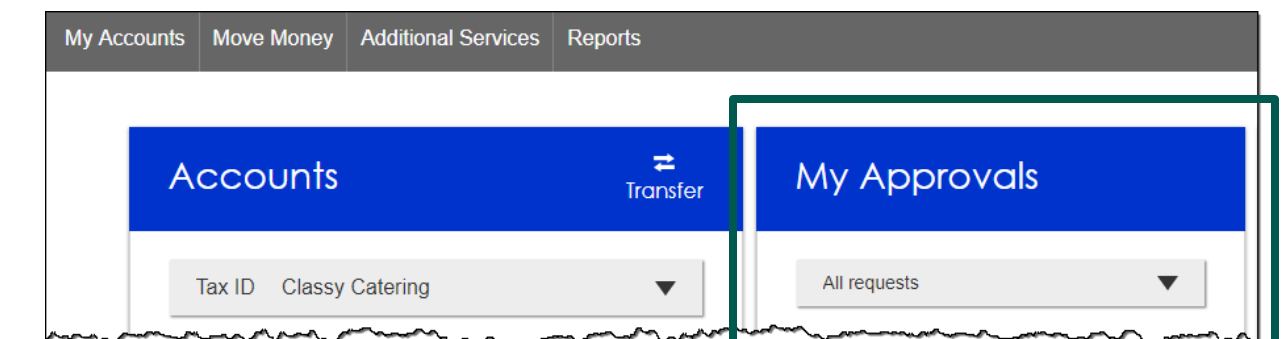 My Accounts Move Money Additional Services Reports
Accounts
Transfer
My Approvals
Tax ID Classy Catering
All requests